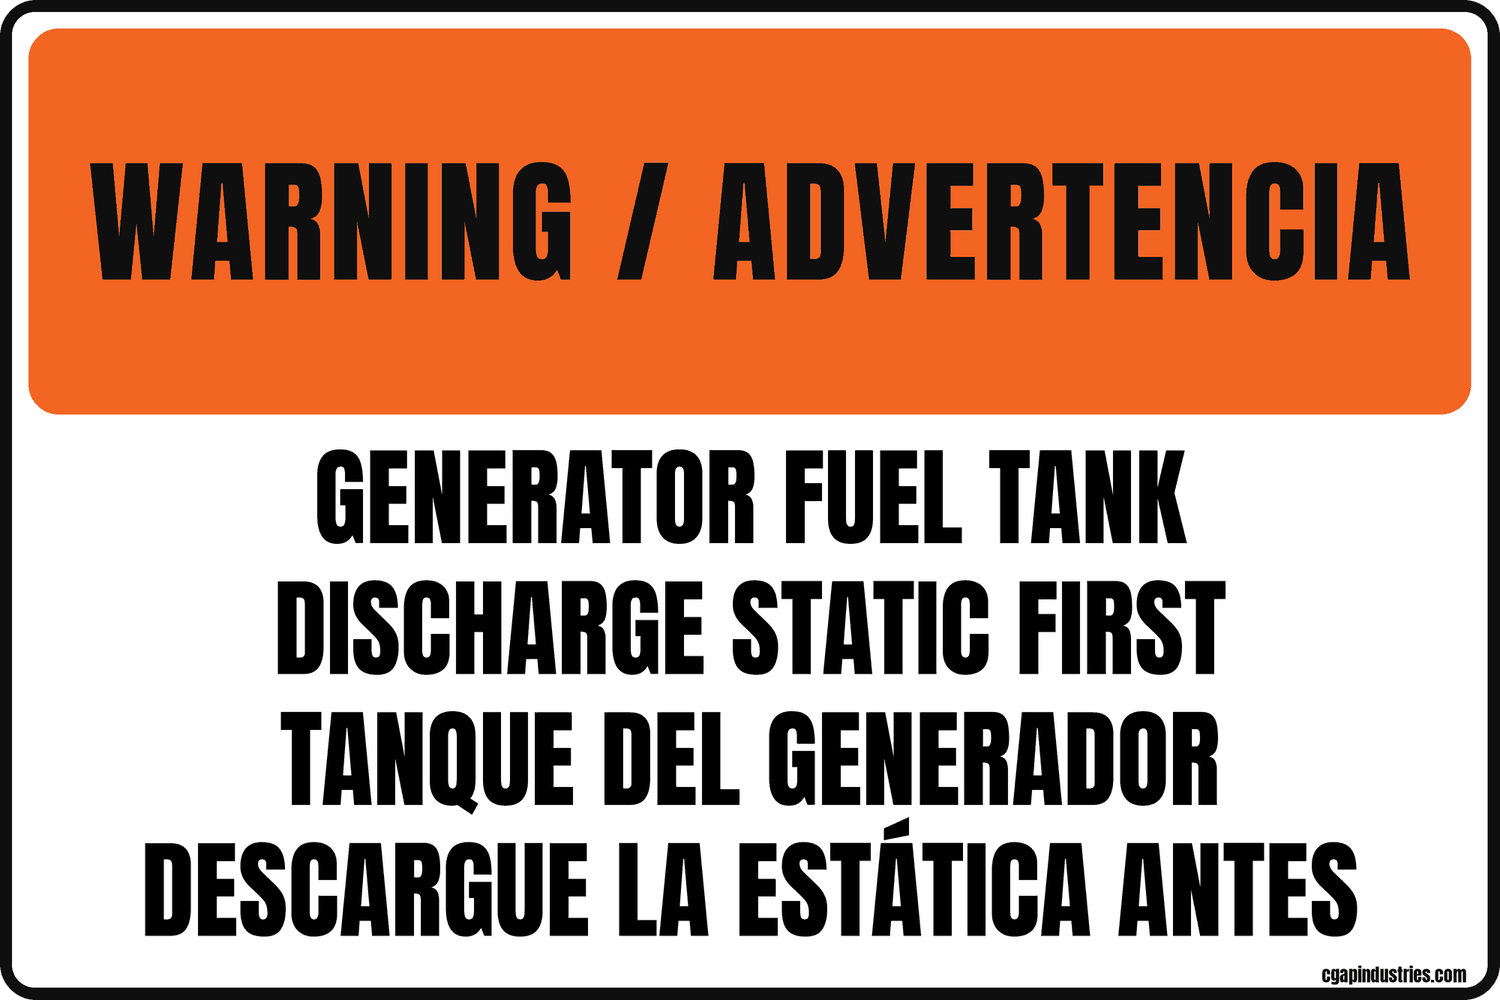 WARNING / ADVERTENCIA
GENERATOR FUEL TANK
DISCHARGE STATIC FIRST
TANQUE DEL GENERADOR
DESCARGUE LA ESTÁTICA ANTES
cgapindustries.com